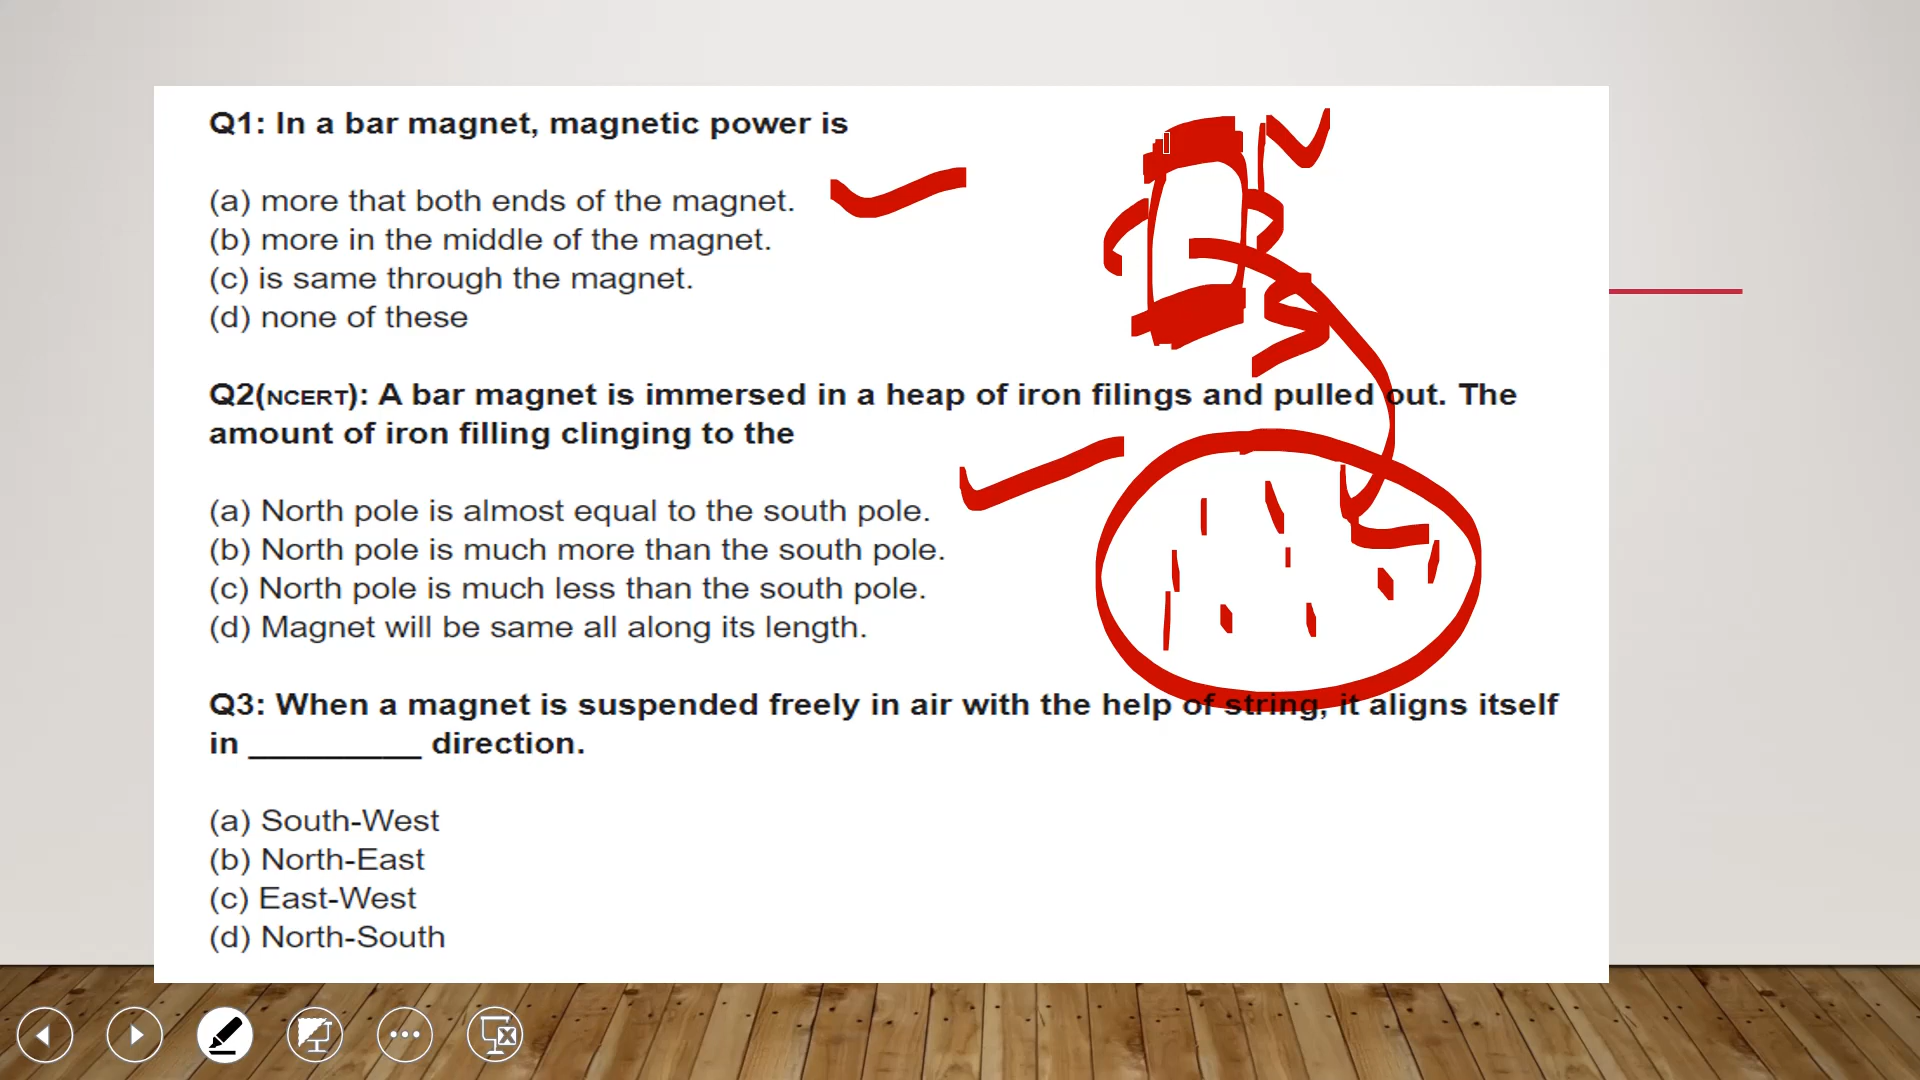 Q1: In a bar magnet, magnetic power is
(a) more that both ends of the magnet.
(b) more in the middle of the magnet.
(c) is same through the magnet.
(d) none of these
N
S
Q2(NCERT): A bar magnet is immersed in a heap of iron filings and pulled out. The
amount of iron filling clinging to the
(a) North pole is almost equal to the south pole.
(b) North pole is much more than the south pole.
(c) North pole is much less than the south pole.
(d) Magnet will be same all along its length.
Q3: When a magnet is suspended freely in air with the help of string, it aligns itself
in _________ direction.
(a) South-West
(b) North-East
(c) East-West
(d) North-South